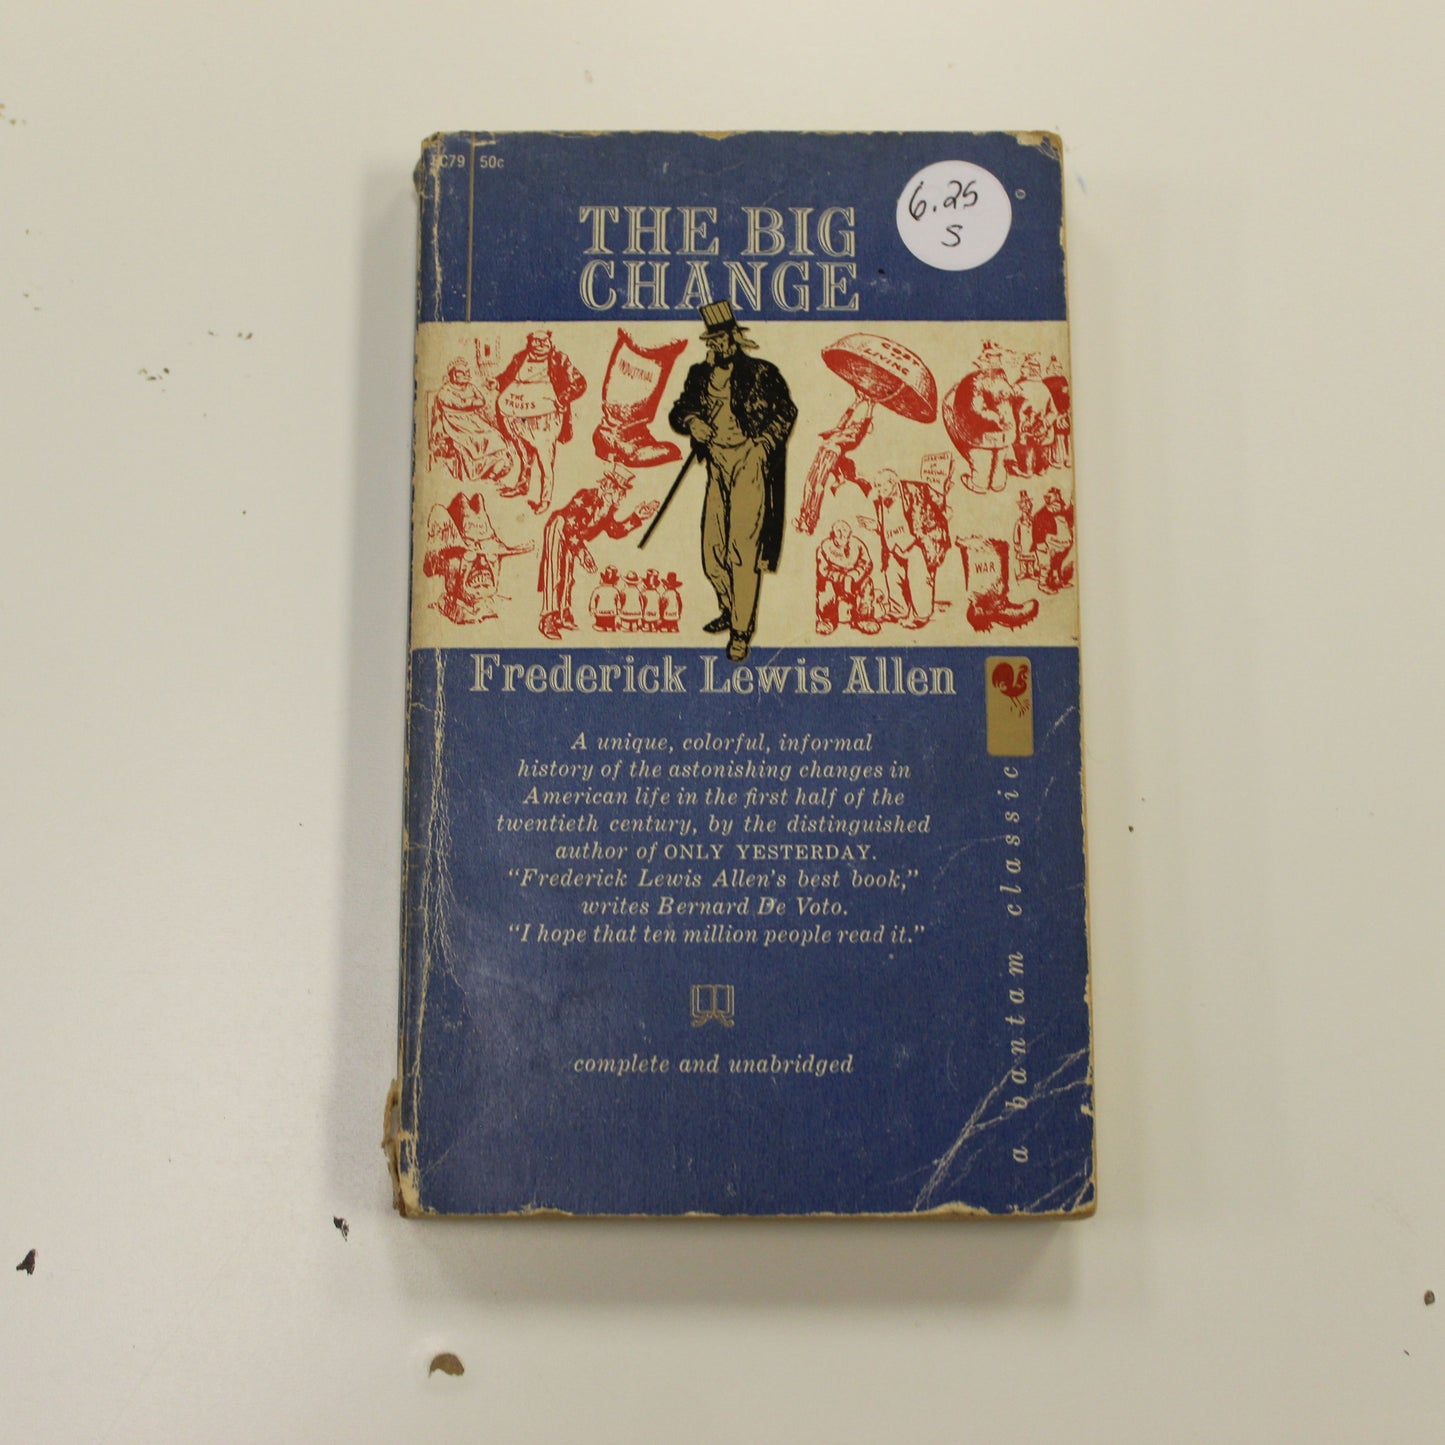 C79 50c
6.25
S
THE BIG
CHANGE
THE
TRUSTS
INDUSTRIAL
COST
LIVING
WAR
Frederick Lewis Allen
A unique, colorful, informal
history of the astonishing changes in
American life in the first half of the
twentieth century, by the distinguished
author of ONLY YESTERDAY.
"Frederick Lewis Allen's best book,"
writes Bernard De Voto.
"I hope that ten million people read it."
complete and unabridged
a bantam classic